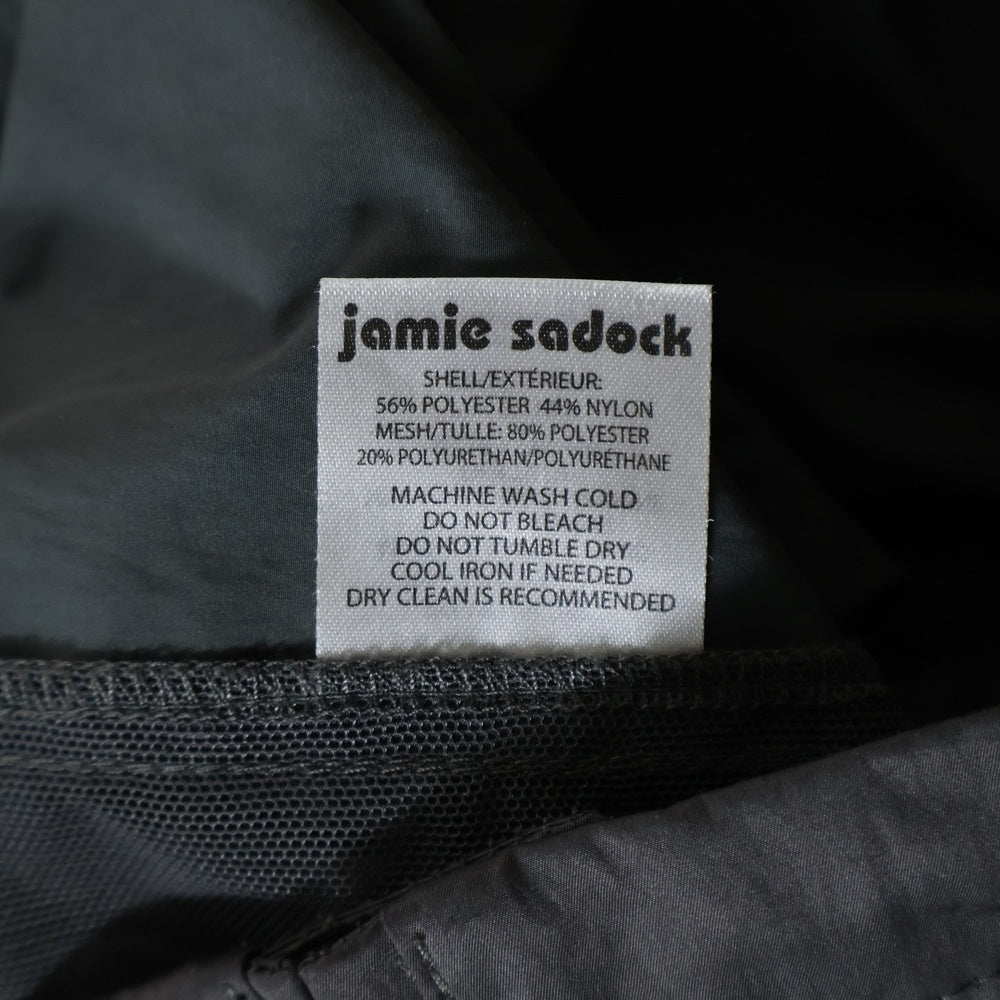 jamie sadock
SHELL/EXTÉRIEUR:
56% POLYESTER 44% NYLON
MESH/TULLE: 80% POLYESTER
20% POLYURETHAN/POLYURÉTHANE
MACHINE WASH COLD
DO NOT BLEACH
DO NOT TUMBLE DRY
COOL IRON IF NEEDED
DRY CLEAN IS RECOMMENDED